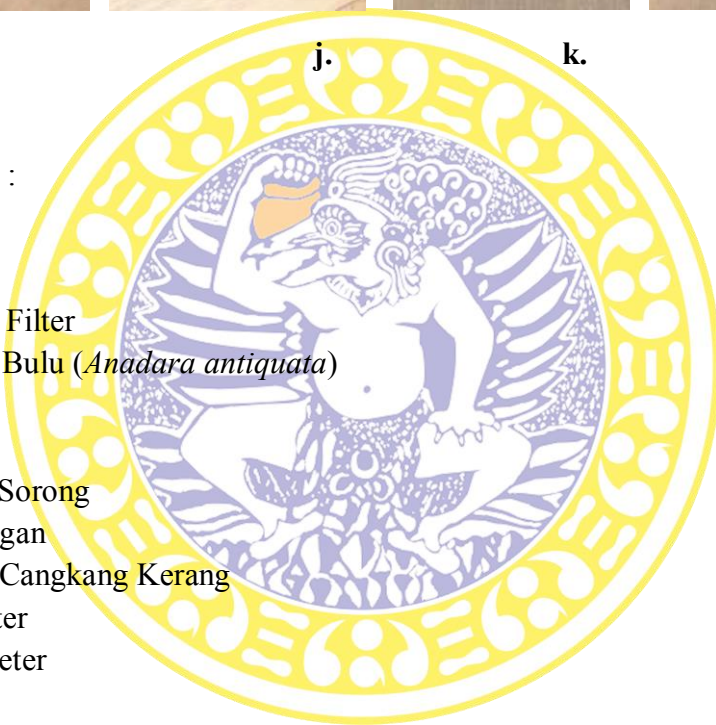 j. k.
:
Filter
Bulu (Anadara antiquata)
Sorong
gan
Cangkang Kerang
ter
eter